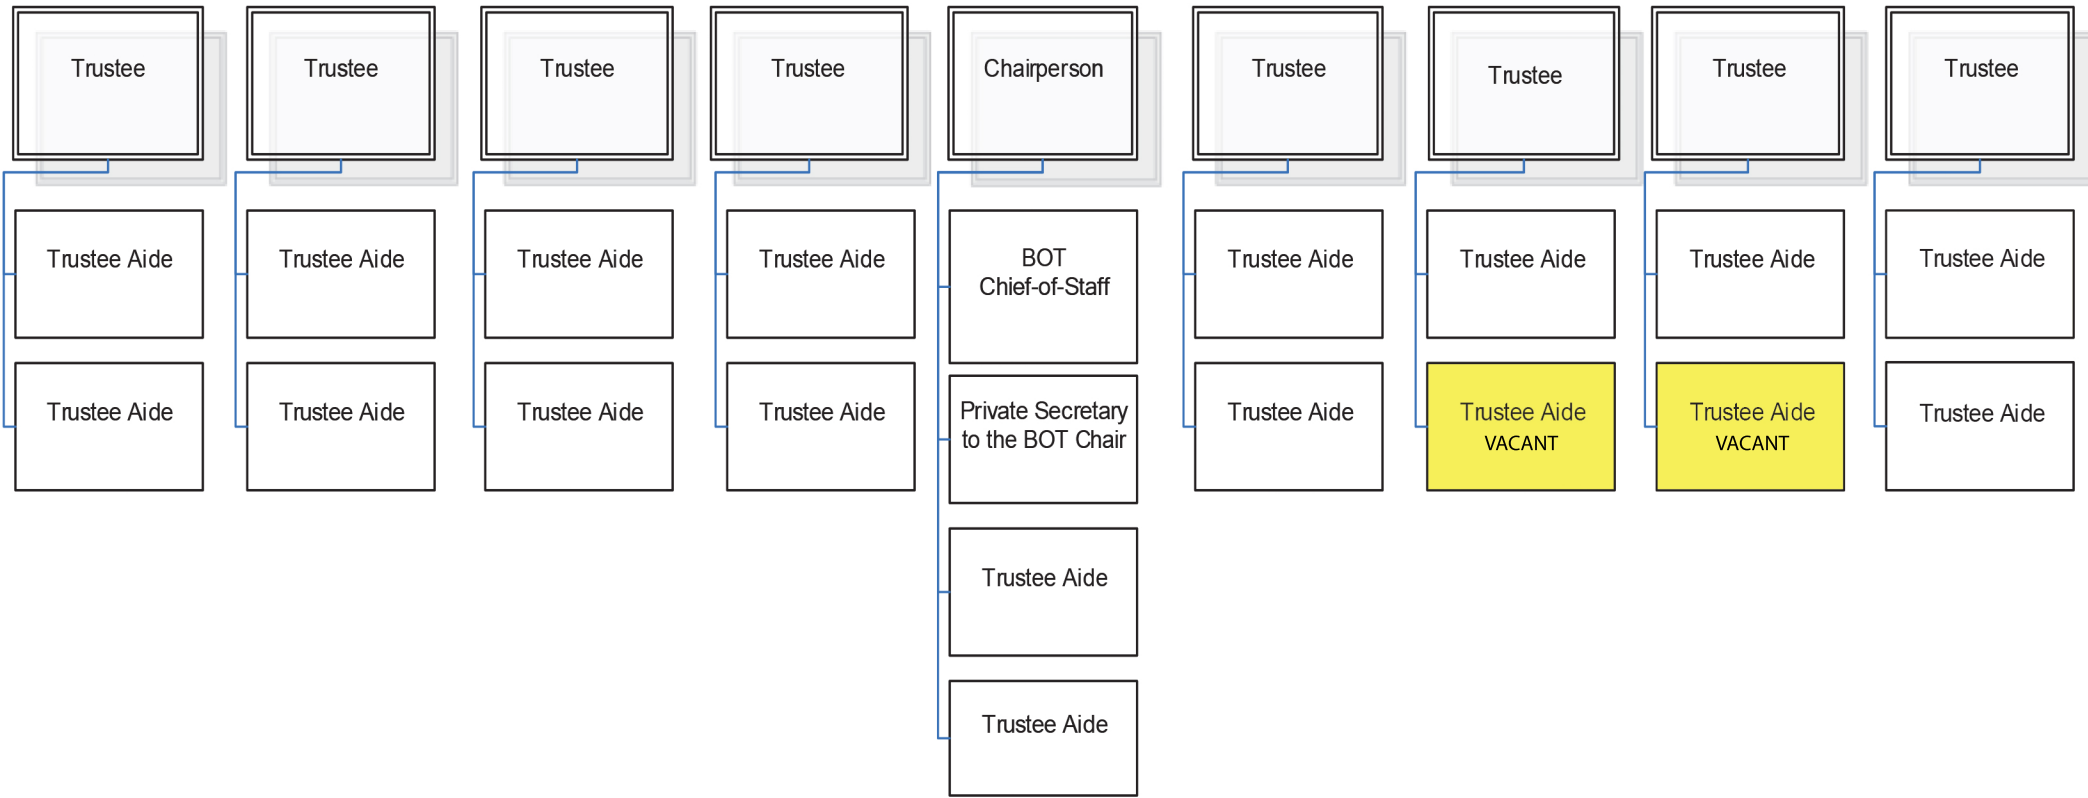 Trustee
Trustee
Trustee
Trustee
Chairperson
Trustee
Trustee
Trustee
Trustee
Trustee Aide
Trustee Aide
Trustee Aide
Trustee Aide
BOT
Chief-of-Staff
Trustee Aide
Trustee Aide
Trustee Aide
Trustee Aide
Trustee Aide
Trustee Aide
Trustee Aide
Trustee Aide
Private Secretary
to the BOT Chair
Trustee Aide
Trustee Aide
VACANT
Trustee Aide
VACANT
Trustee Aide
Trustee Aide
Trustee Aide